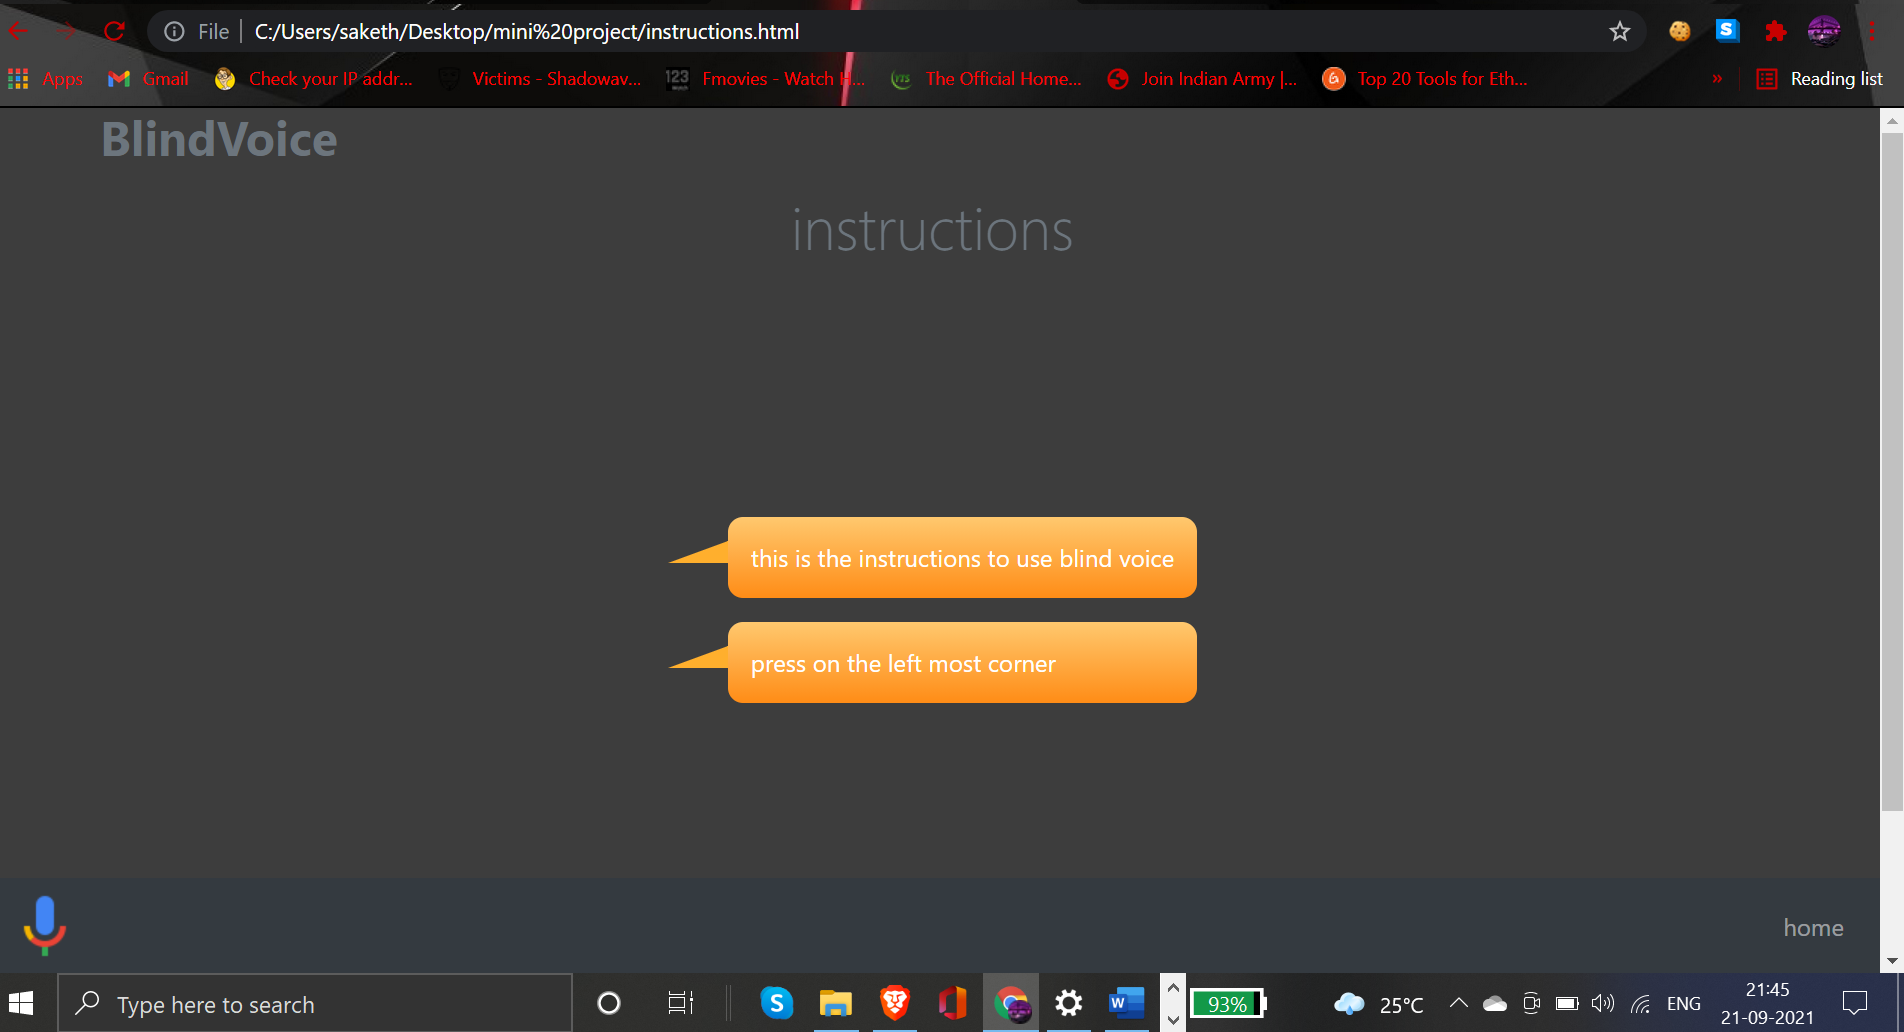 File | C:/Users/saketh/Desktop/mini%20project/instructions.html
Apps Gmail Check your IP addr... Victims - Shadowav... 123 Fmovies - Watch H... YTS The Official Home... Join Indian Army |... Top 20 Tools for Eth... » Reading list
BlindVoice
instructions
this is the instructions to use blind voice
press on the left most corner
home
Type here to search
93%
25°C
ENG
21:45
21-09-2021